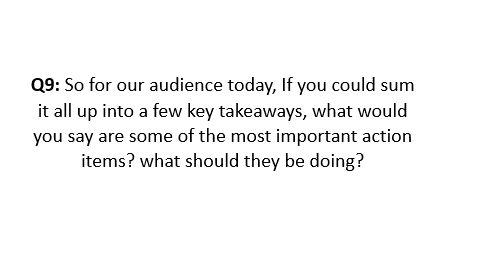 Q9: So for our audience today, If you could sum
it all up into a few key takeaways, what would
you say are some of the most important action
items? what should they be doing?